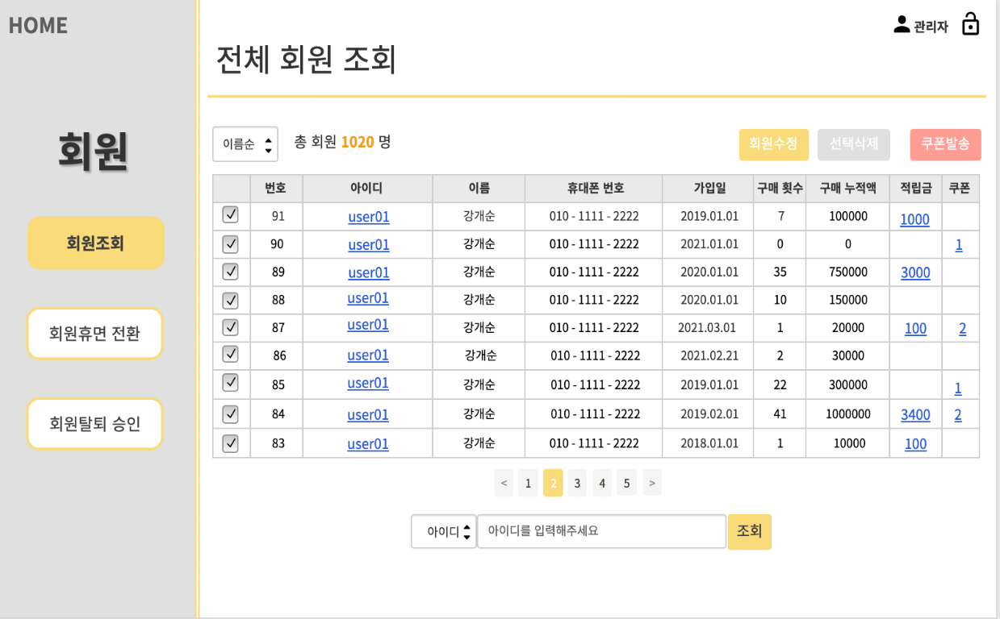 HOME
관리자
전체 회원 조회
회원
회원조회
회원휴면 전환
회원탈퇴 승인
이름순 총 회원 1020 명 회원수정 선택삭제 쿠폰발송
번호 아이디 이름 휴대폰 번호 가입일 구매 횟수 구매 누적액 적립금 쿠폰
91 user01 강개순 010 - 1111 - 2222 2019.01.01 7 100000 1000
90 user01 강개순 010 - 1111 - 2222 2021.01.01 0 0 1
89 user01 강개순 010 - 1111 - 2222 2020.01.01 35 750000 3000
88 user01 강개순 010 - 1111 - 2222 2020.01.01 10 150000
87 user01 강개순 010 - 1111 - 2222 2021.03.01 1 20000 100 2
86 user01 강개순 010 - 1111 - 2222 2021.02.21 2 30000
85 user01 강개순 010 - 1111 - 2222 2019.01.01 22 300000 1
84 user01 강개순 010 - 1111 - 2222 2019.02.01 41 1000000 3400 2
83 user01 강개순 010 - 1111 - 2222 2018.01.01 1 10000 100
< 1 2 3 4 5 >
아이디 아이디를 입력해주세요 조회